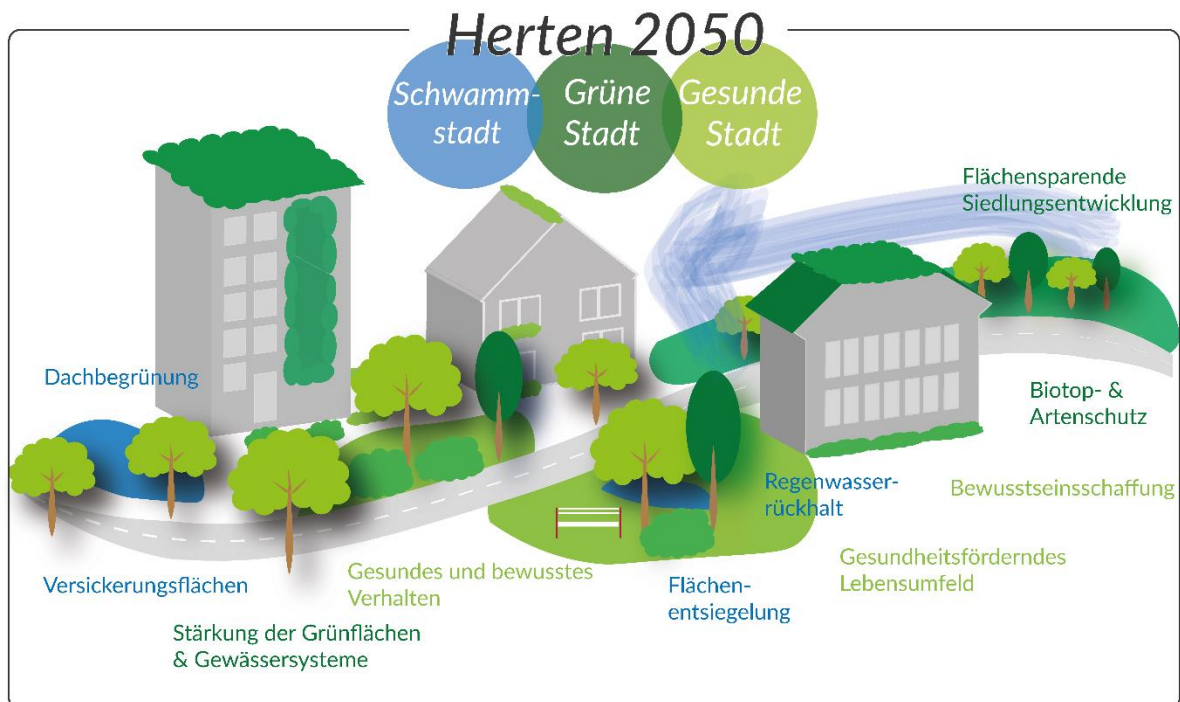 Herten 2050
Schwamm-
stadt
Grüne
Stadt
Gesunde
Stadt
Flächensparende
Siedlungsentwicklung
Dachbegrünung
Biotop- &
Artenschutz
Regenwasser-
rückhalt
Bewusstseinsschaffung
Versickerungsflächen
Gesundes und bewusstes
Verhalten
Flächen-
entsiegelung
Gesundheitsförderndes
Lebensumfeld
Stärkung der Grünflächen
& Gewässersysteme